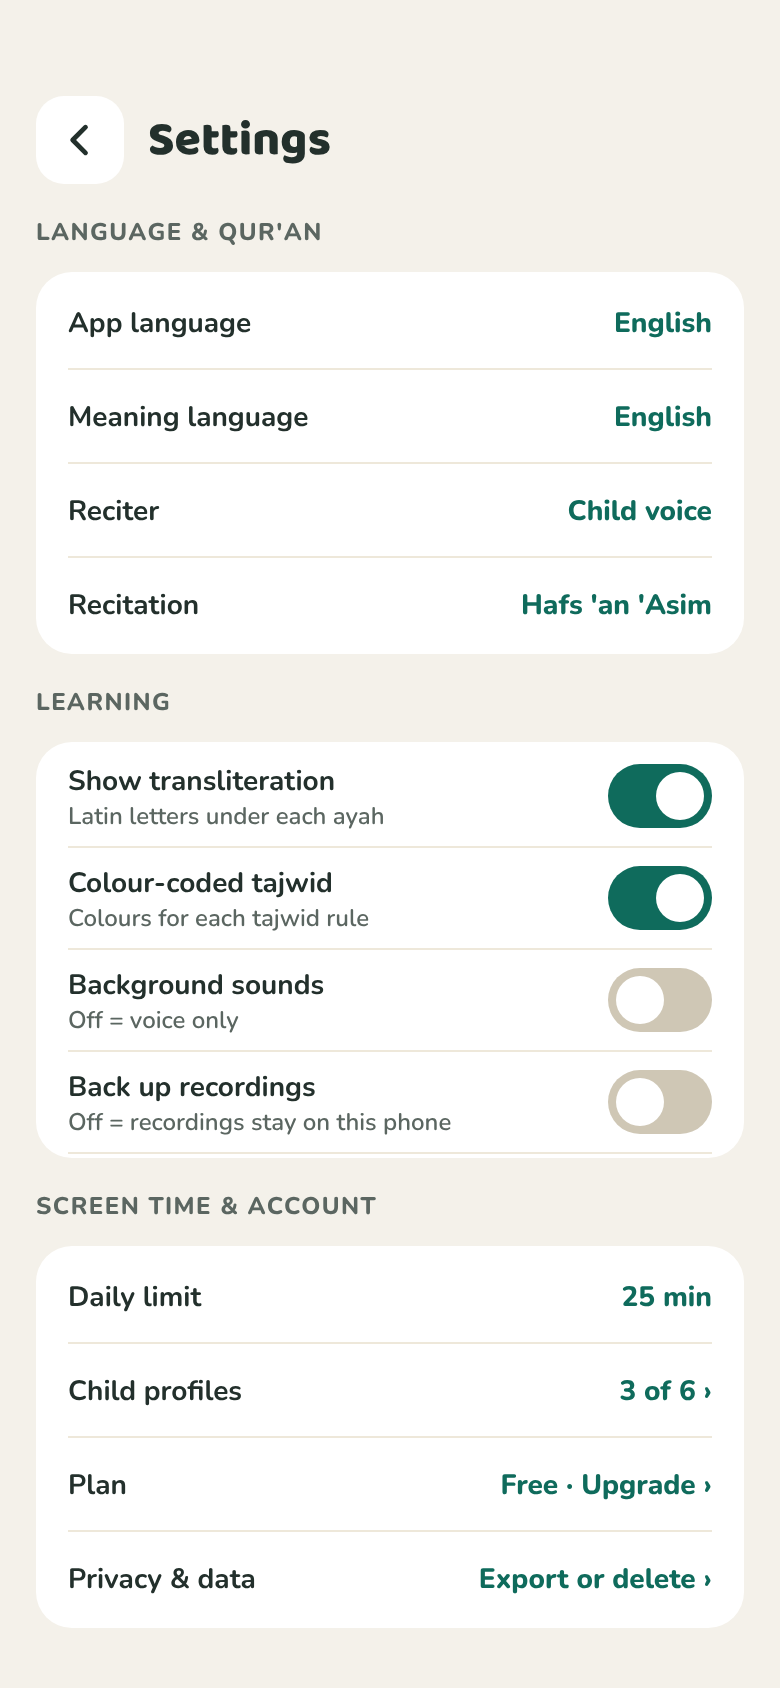 Settings
LANGUAGE & QUR'AN
App language English
Meaning language English
Reciter Child voice
Recitation Hafs 'an 'Asim
LEARNING
Show transliteration
Latin letters under each ayah
Colour-coded tajwid
Colours for each tajwid rule
Background sounds
Off = voice only
Back up recordings
Off = recordings stay on this phone
SCREEN TIME & ACCOUNT
Daily limit 25 min
Child profiles 3 of 6 ›
Plan Free · Upgrade ›
Privacy & data Export or delete ›